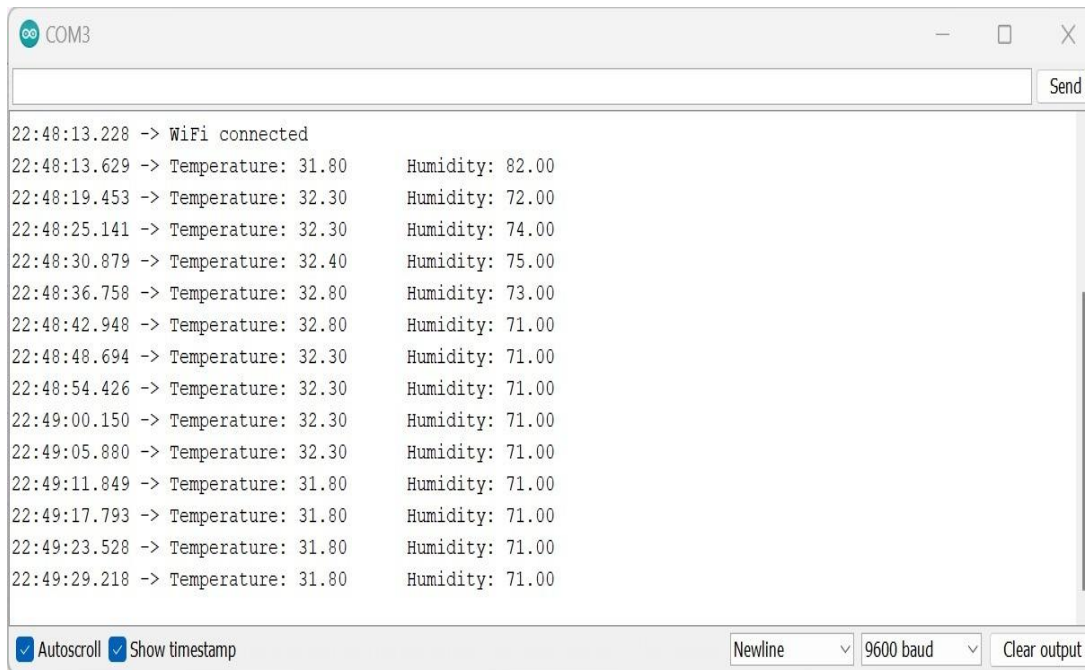 COM3
Send
22:48:13.228 -> WiFi connected
22:48:13.629 -> Temperature: 31.80 Humidity: 82.00
22:48:19.453 -> Temperature: 32.30 Humidity: 72.00
22:48:25.141 -> Temperature: 32.30 Humidity: 74.00
22:48:30.879 -> Temperature: 32.40 Humidity: 75.00
22:48:36.758 -> Temperature: 32.80 Humidity: 73.00
22:48:42.948 -> Temperature: 32.80 Humidity: 71.00
22:48:48.694 -> Temperature: 32.30 Humidity: 71.00
22:48:54.426 -> Temperature: 32.30 Humidity: 71.00
22:49:00.150 -> Temperature: 32.30 Humidity: 71.00
22:49:05.880 -> Temperature: 32.30 Humidity: 71.00
22:49:11.849 -> Temperature: 31.80 Humidity: 71.00
22:49:17.793 -> Temperature: 31.80 Humidity: 71.00
22:49:23.528 -> Temperature: 31.80 Humidity: 71.00
22:49:29.218 -> Temperature: 31.80 Humidity: 71.00
Autoscroll Show timestamp Newline 9600 baud Clear output